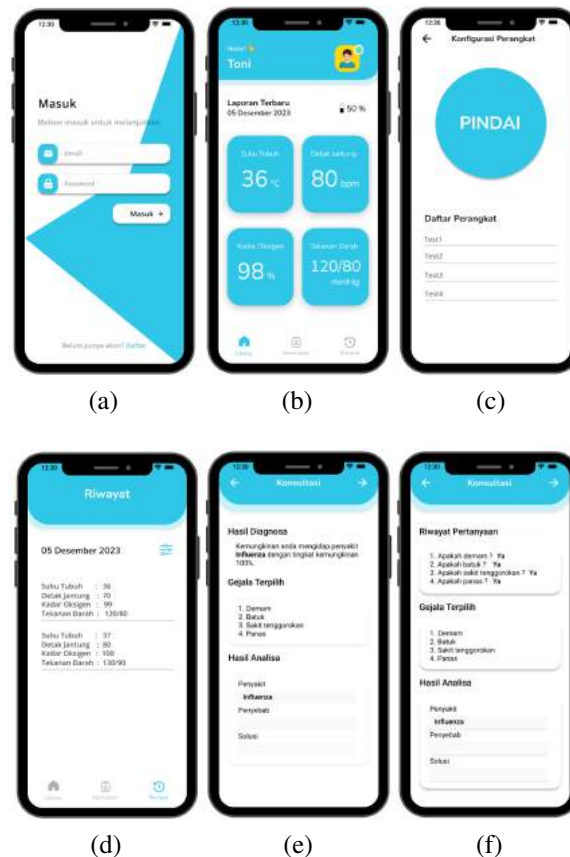 12:30
Masuk
Mohon masuk untuk melanjutkan
Email
Password
Masuk →
Belum punya akun? Daftar
(a)
12:30
Toni
Laporan Terbaru
05 Desember 2023
50 %
Suhu Tubuh
36 °C
Detak Jantung
80 bpm
Kadar Oksigen
98 %
Tekanan Darah
120/80
mmHg
(b)
12:30
← Konfigurasi Perangkat
PINDAI
Daftar Perangkat
Test1
Test2
Test3
Test4
(c)
12:30
Riwayat
05 Desember 2023
Suhu Tubuh : 36
Detak Jantung : 70
Kadar Oksigen : 99
Tekanan Darah : 120/80
Suhu Tubuh : 37
Detak Jantung : 80
Kadar Oksigen : 100
Tekanan Darah : 130/90
Riwayat
(d)
12:30
← Konsultasi →
Hasil Diagnosa
Kemungkinan anda mengidap penyakit
Influenza dengan tingkat kemungkinan
100%.
Gejala Terpilih
1. Demam
2. Batuk
3. Sakit tenggorokan
4. Panas
Hasil Analisa
Penyakit
Influenza
Penyebab
Solusi
(e)
12:30
← Konsultasi →
Riwayat Pertanyaan
1. Apakah demam ? Ya
2. Apakah batuk ? Ya
3. Apakah sakit tenggorokan ? Ya
4. Apakah panas ? Ya
Gejala Terpilih
1. Demam
2. Batuk
3. Sakit tenggorokan
4. Panas
Hasil Analisa
Penyakit
Influenza
Penyebab
Solusi
(f)